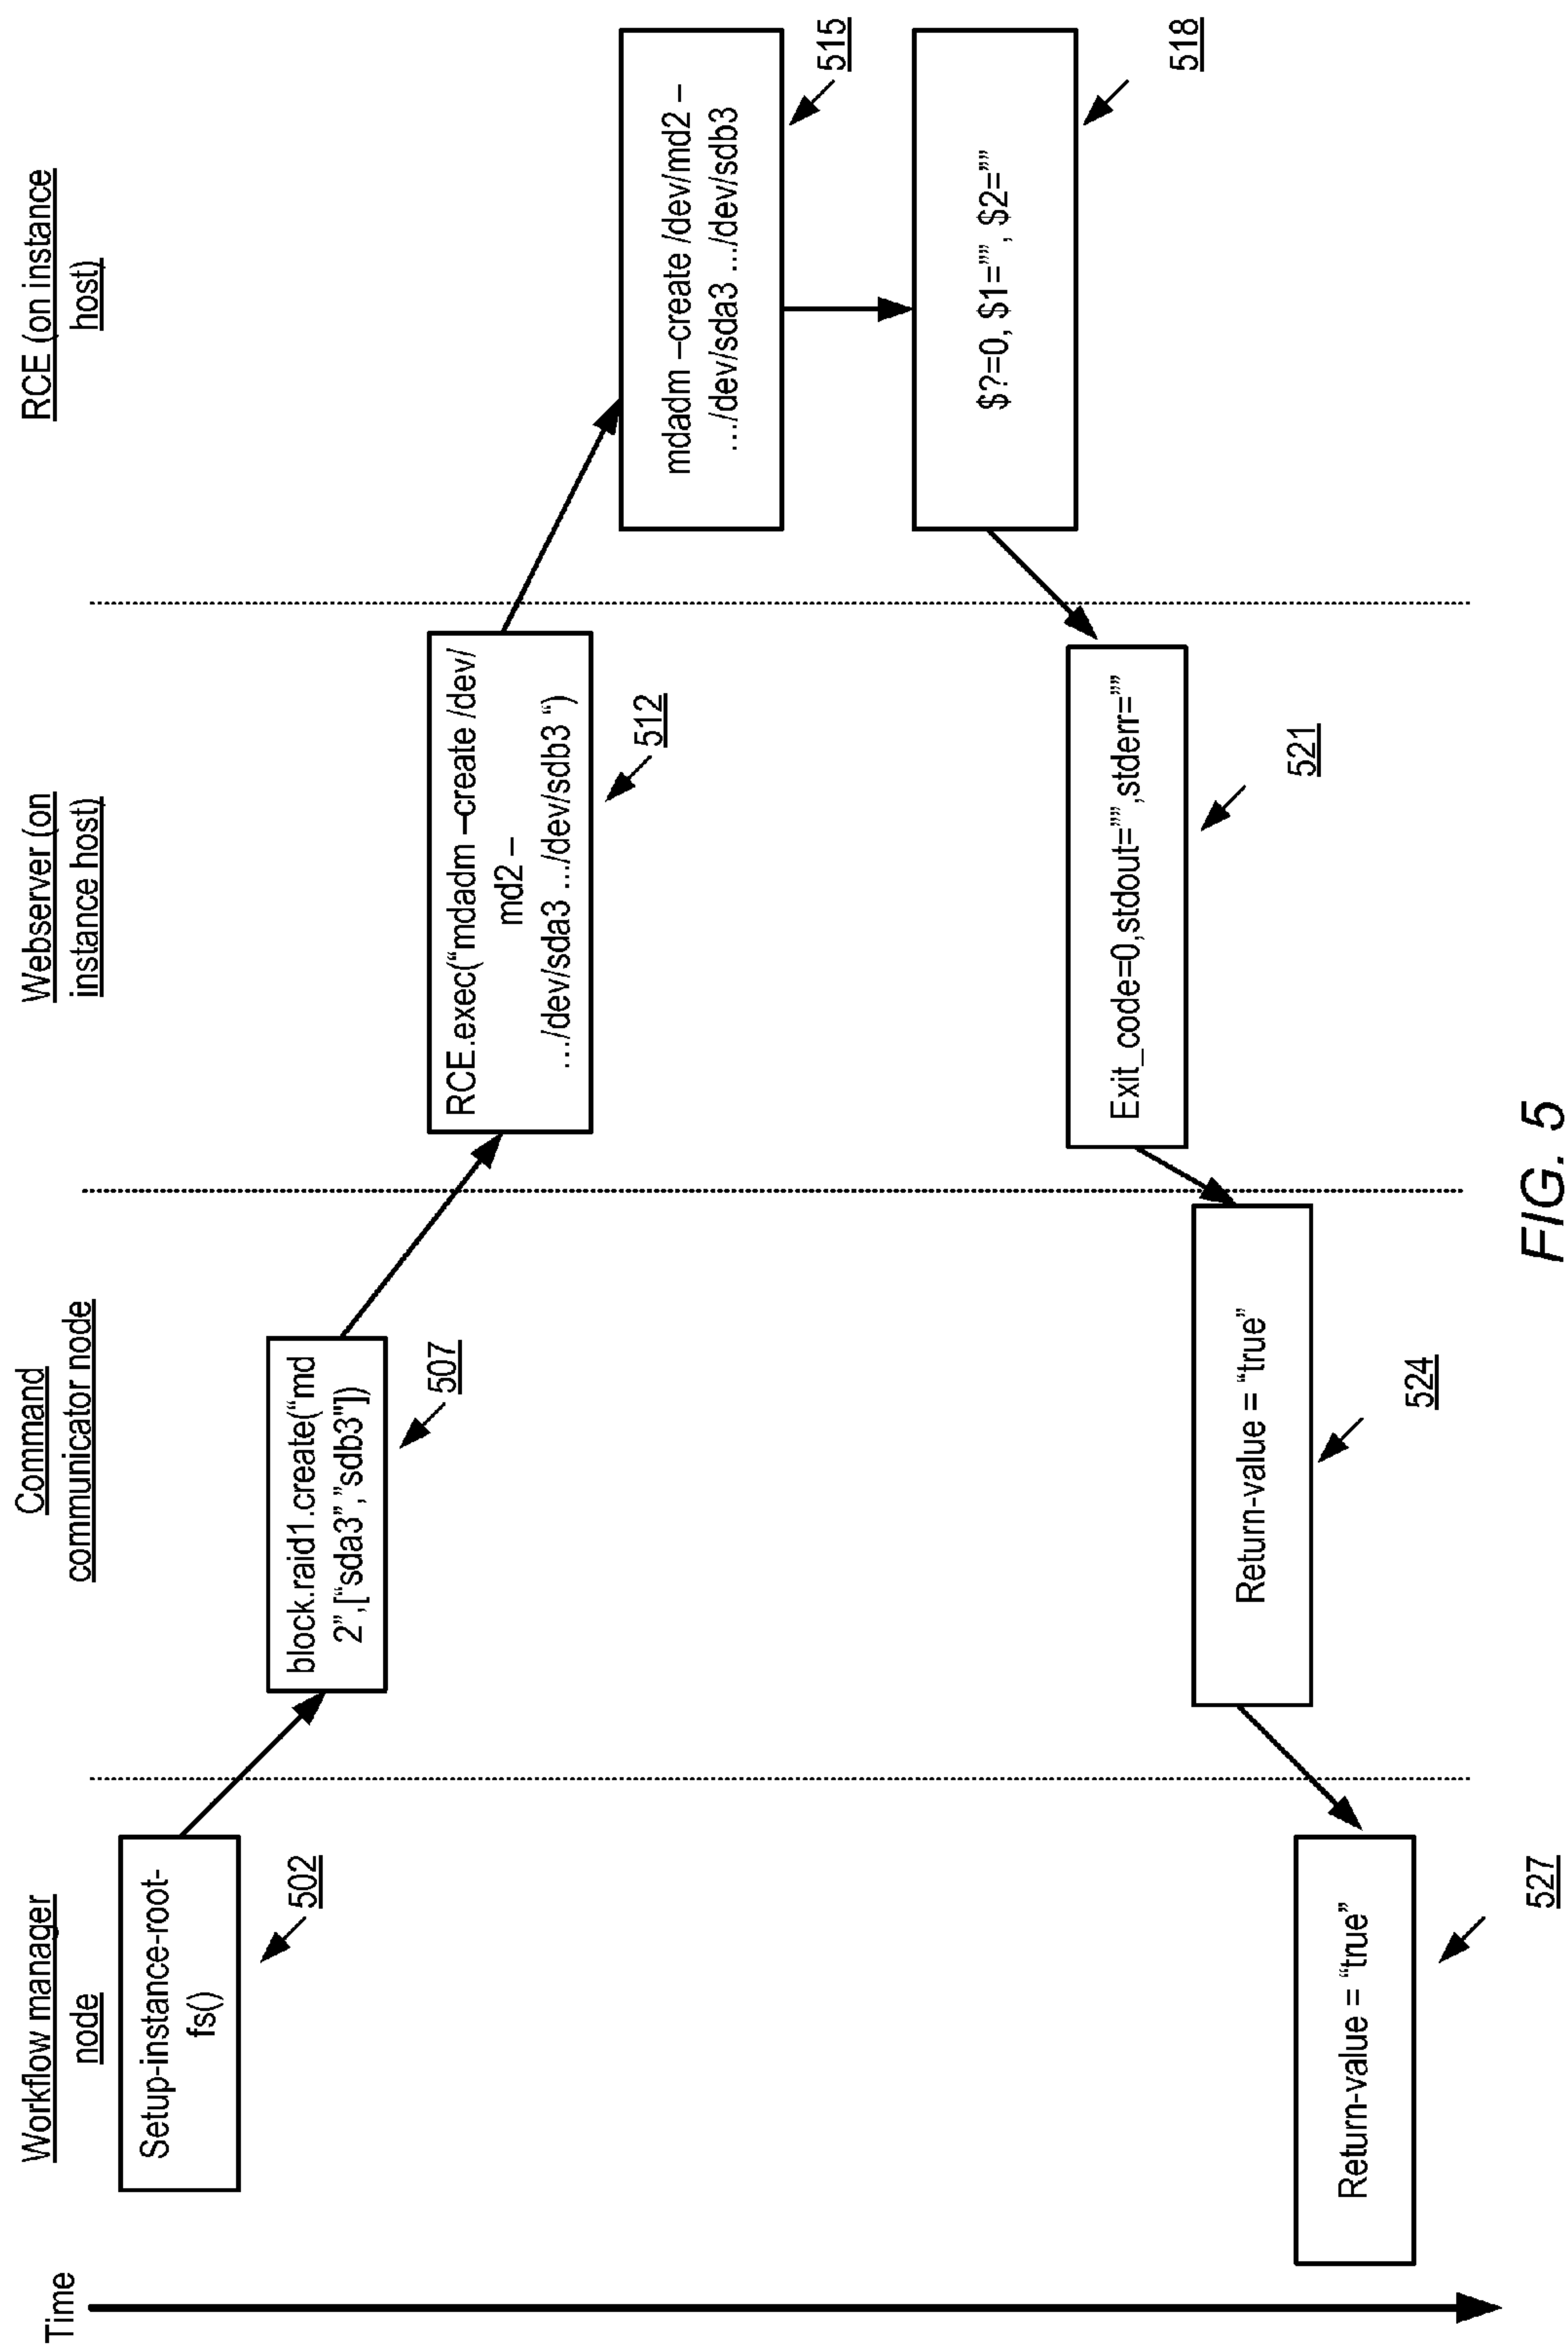 Time
Workflow manager
node
Command
communicator node
Webserver (on
instance host)
RCE (on instance
host)
Setup-instance-root-
fs()
502
block.raid1.create(“md
2”,[“sda3”,”sdb3"])
507
RCE.exec(“mdadm –create /dev/
md2 –
…/dev/sda3 …/dev/sdb3 “)
512
mdadm –create /dev/md2 –
…/dev/sda3 …/dev/sdb3
515
$?=0, $1=”” , $2=””
518
Exit_code=0,stdout=””,stderr=””
521
Return-value = “true”
524
Return-value = “true”
527
FIG. 5